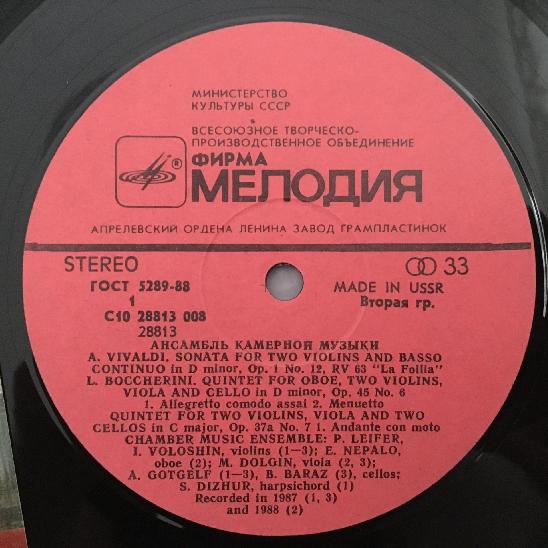 МИНИСТЕРСТВО
КУЛЬТУРЫ СССР
ВСЕСОЮЗНОЕ ТВОРЧЕСКО-
ПРОИЗВОДСТВЕННОЕ ОБЪЕДИНЕНИЕ
ФИРМА
МЕЛОДИЯ
АПРЕЛЕВСКИЙ ОРДЕНА ЛЕНИНА ЗАВОД ГРАМПЛАСТИНОК
STEREO
33
ГОСТ 5289-88
MADE IN USSR
1
Вторая гр.
С10 28813 008
28813
АНСАМБЛЬ КАМЕРНОЙ МУЗЫКИ
A. VIVALDI, SONATA FOR TWO VIOLINS AND BASSO
CONTINUO in D minor, Op. 1 No. 12, RV 63 "La Follia"
L. BOCCHERINI. QUINTET FOR OBOE, TWO VIOLINS,
VIOLA AND CELLO in D minor, Op. 45 No. 6
1. Allegretto comodo assai 2. Menuetto
QUINTET FOR TWO VIOLINS, VIOLA AND TWO
CELLOS in C major, Op. 37a No. 7 1. Andante con moto
CHAMBER MUSIC ENSEMBLE: P. LEIFER,
I. VOLOSHIN, violins (1—3); E. NEPALO,
oboe (2); M. DOLGIN, viola (2, 3);
A. GOTGELF (1—3), B. BARAZ (3), cellos;
S. DIZHUR, harpsichord (1)
Recorded in 1987 (1, 3)
and 1988 (2)